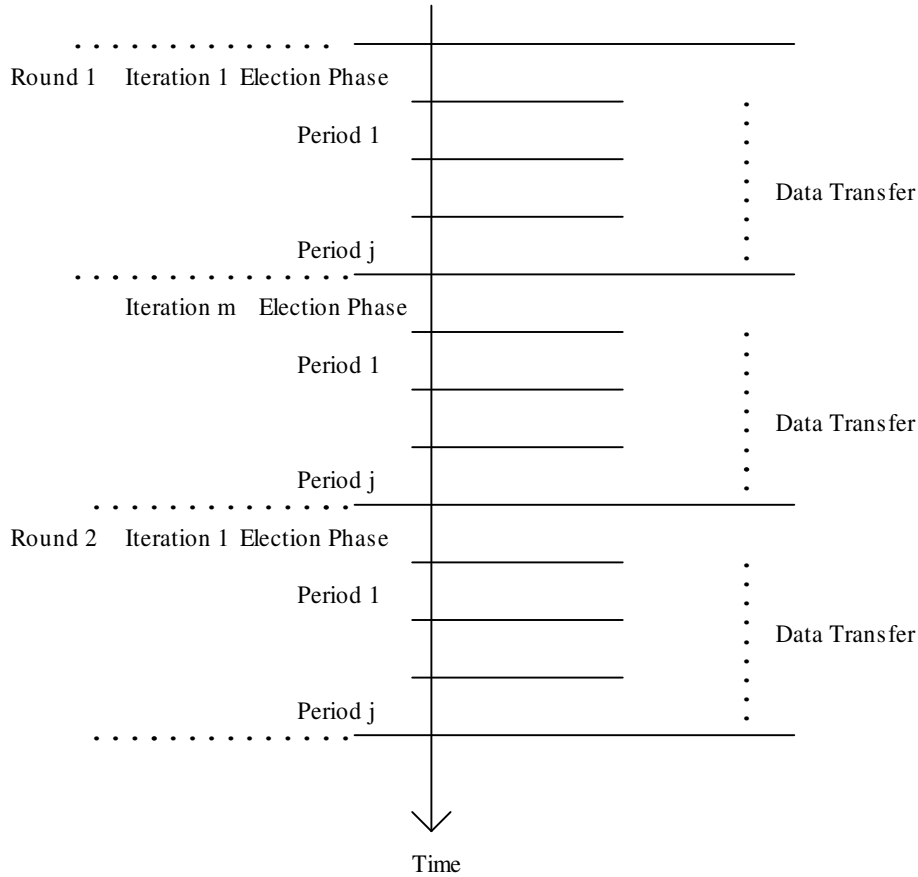 Round 1 Iteration 1 Election Phase
Period 1
Data Transfer
Period j
Iteration m Election Phase
Period 1
Data Transfer
Period j
Round 2 Iteration 1 Election Phase
Period 1
Data Transfer
Period j
Time